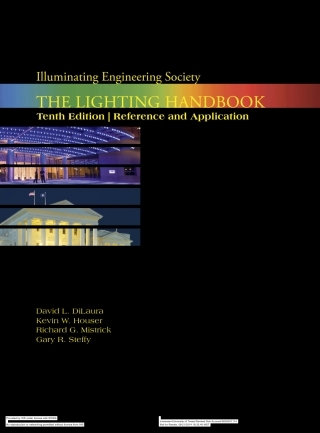 Illuminating Engineering Society
THE LIGHTING HANDBOOK
Tenth Edition | Reference and Application
David L. DiLaura
Kevin W. Houser
Richard G. Mistrick
Gary R. Steffy